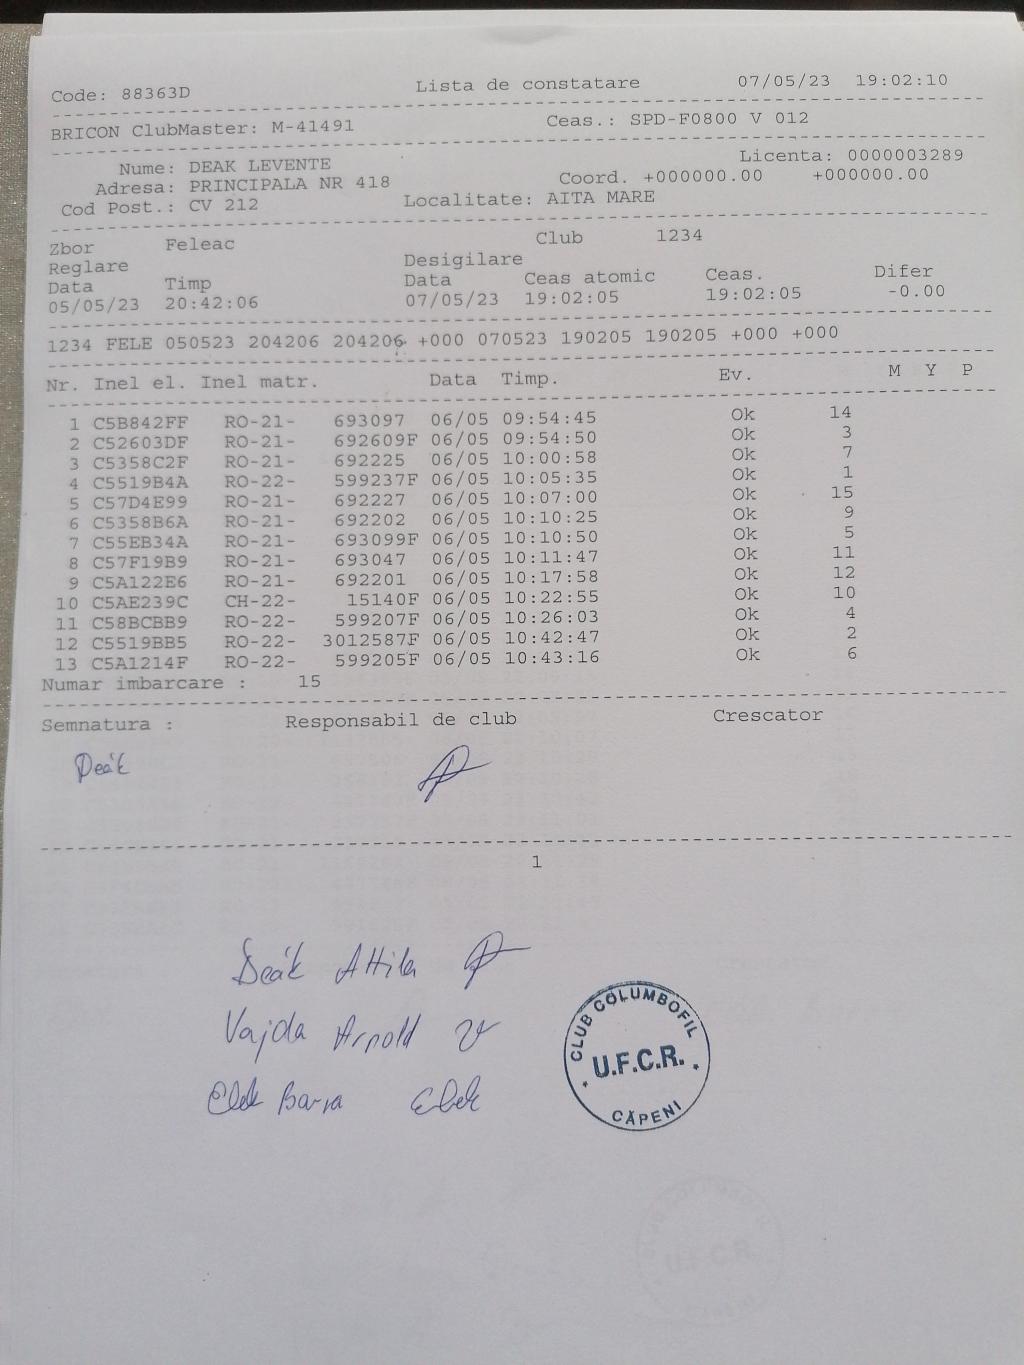 Code: 88363D Lista de constatare 07/05/23 19:02:10
BRICON ClubMaster: M-41491 Ceas.: SPD-F0800 V 012
Nume: DEAK LEVENTE Licenta: 0000003289
Adresa: PRINCIPALA NR 418 Coord. +000000.00 +000000.00
Cod Post.: CV 212 Localitate: AITA MARE
Zbor Feleac Club 1234
Reglare Desigilare
Data Timp Data Ceas atomic Ceas. Difer
05/05/23 20:42:06 07/05/23 19:02:05 19:02:05 -0.00
1234 FELE 050523 204206 204206 +000 070523 190205 190205 +000 +000
Nr. Inel el. Inel matr. Data Timp. Ev. M Y P
1 C5B842FF RO-21- 693097 06/05 09:54:45 Ok 14
2 C52603DF RO-21- 692609F 06/05 09:54:50 Ok 3
3 C5358C2F RO-21- 692225 06/05 10:00:58 Ok 7
4 C5519B4A RO-22- 599237F 06/05 10:05:35 Ok 1
5 C57D4E99 RO-21- 692227 06/05 10:07:00 Ok 15
6 C5358B6A RO-21- 692202 06/05 10:10:25 Ok 9
7 C55EB34A RO-21- 693099F 06/05 10:10:50 Ok 5
8 C57F19B9 RO-21- 693047 06/05 10:11:47 Ok 11
9 C5A122E6 RO-21- 692201 06/05 10:17:58 Ok 12
10 C5AE239C CH-22- 15140F 06/05 10:22:55 Ok 10
11 C58BCBB9 RO-22- 599207F 06/05 10:26:03 Ok 4
12 C5519BB5 RO-22- 3012587F 06/05 10:42:47 Ok 2
13 C5A1214F RO-22- 599205F 06/05 10:43:16 Ok 6
Numar imbarcare : 15
Semnatura : Responsabil de club Crescator
Deák
1
Deák Attila
Vajda Arnold
Elek Barna Elek
CLUB COLUMBOFIL
U.F.C.R.
CĂPENI